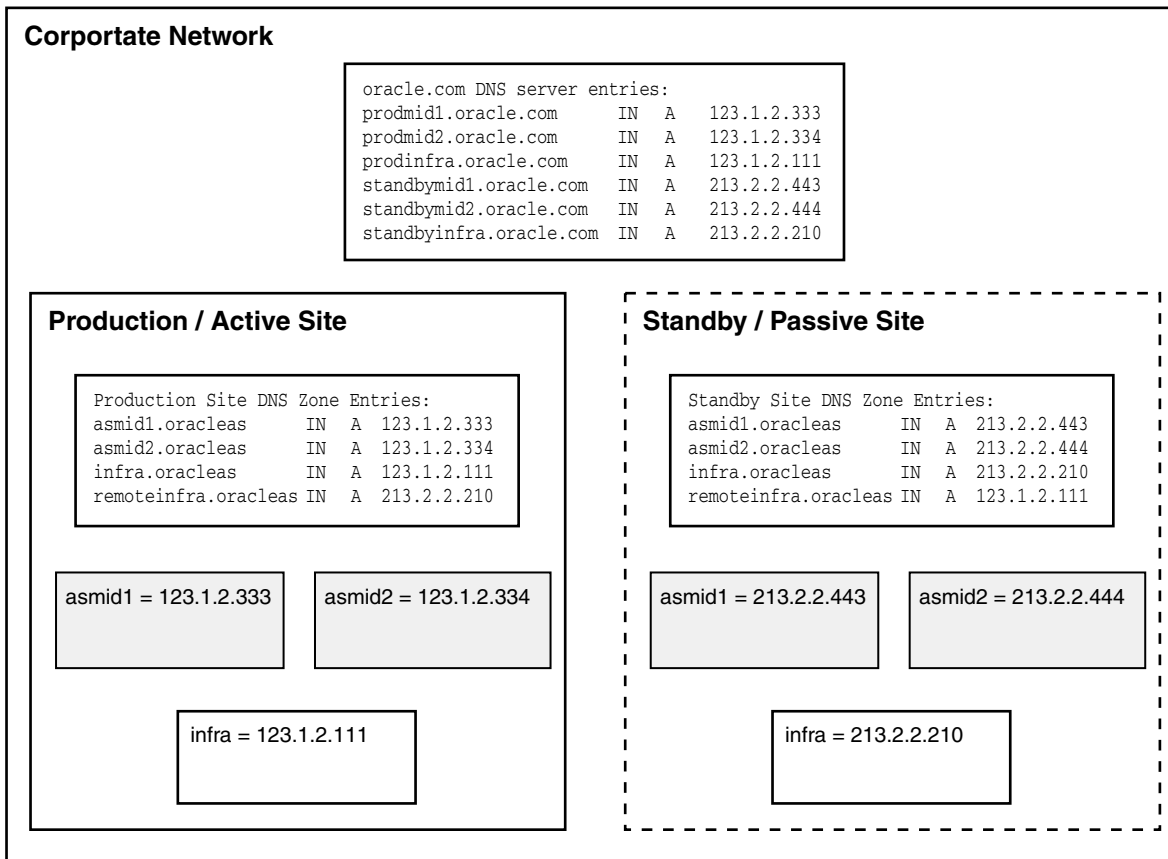 Corportate Network
oracle.com DNS server entries:
prodmid1.oracle.com IN A 123.1.2.333
prodmid2.oracle.com IN A 123.1.2.334
prodinfra.oracle.com IN A 123.1.2.111
standbymid1.oracle.com IN A 213.2.2.443
standbymid2.oracle.com IN A 213.2.2.444
standbyinfra.oracle.com IN A 213.2.2.210
Production / Active Site
Production Site DNS Zone Entries:
asmid1.oracleas IN A 123.1.2.333
asmid2.oracleas IN A 123.1.2.334
infra.oracleas IN A 123.1.2.111
remoteinfra.oracleas IN A 213.2.2.210
asmid1 = 123.1.2.333
asmid2 = 123.1.2.334
infra = 123.1.2.111
Standby / Passive Site
Standby Site DNS Zone Entries:
asmid1.oracleas IN A 213.2.2.443
asmid2.oracleas IN A 213.2.2.444
infra.oracleas IN A 213.2.2.210
remoteinfra.oracleas IN A 123.1.2.111
asmid1 = 213.2.2.443
asmid2 = 213.2.2.444
infra = 213.2.2.210